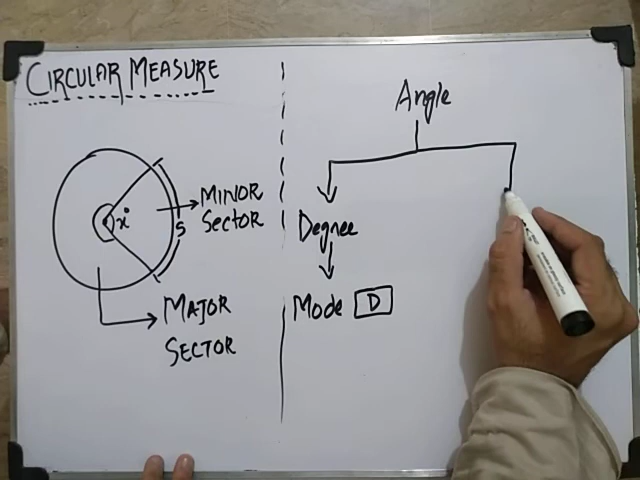 CIRCULAR MEASURE
x°
S
MINOR
SECTOR
MAJOR
SECTOR
Angle
Degree
Mode D